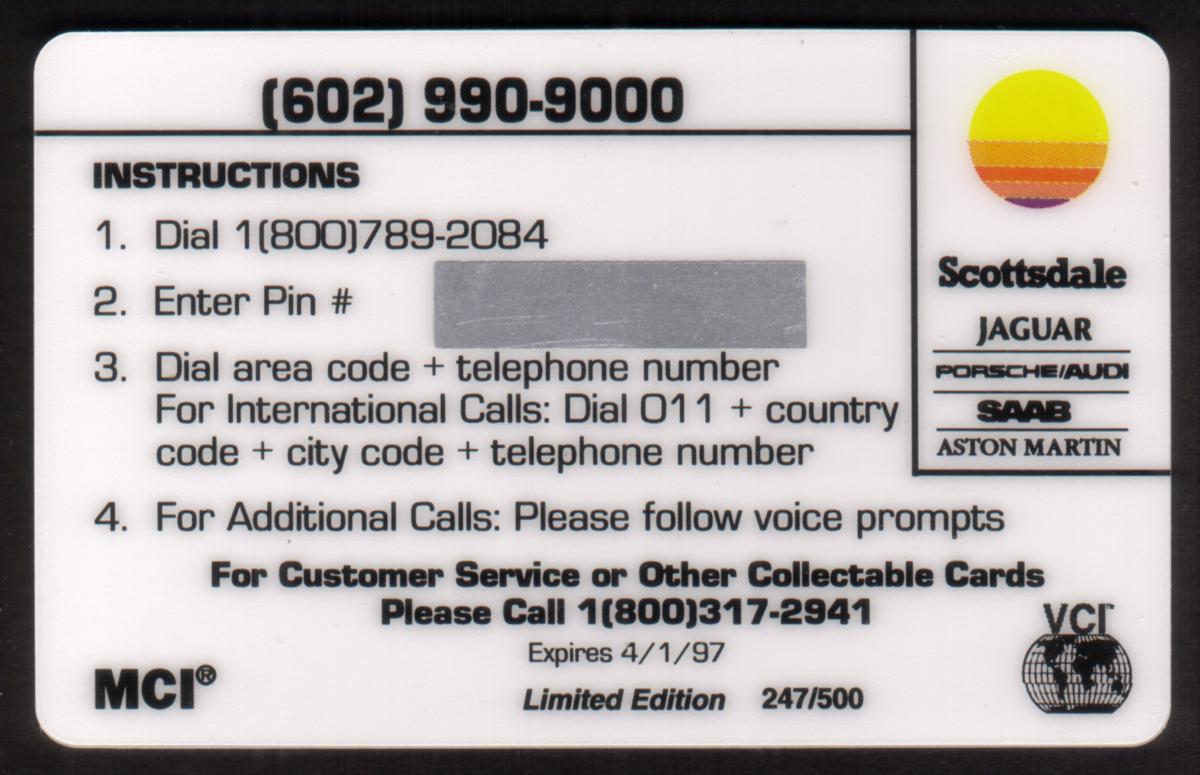 (602) 990-9000
INSTRUCTIONS
1. Dial 1(800)789-2084
2. Enter Pin #
3. Dial area code + telephone number
For International Calls: Dial 011 + country
code + city code + telephone number
4. For Additional Calls: Please follow voice prompts
For Customer Service or Other Collectable Cards
Please Call 1(800)317-2941
Expires 4/1/97
Limited Edition 247/500
MCI®
Scottsdale
JAGUAR
PORSCHE/AUDI
SAAB
ASTON MARTIN
VCI™